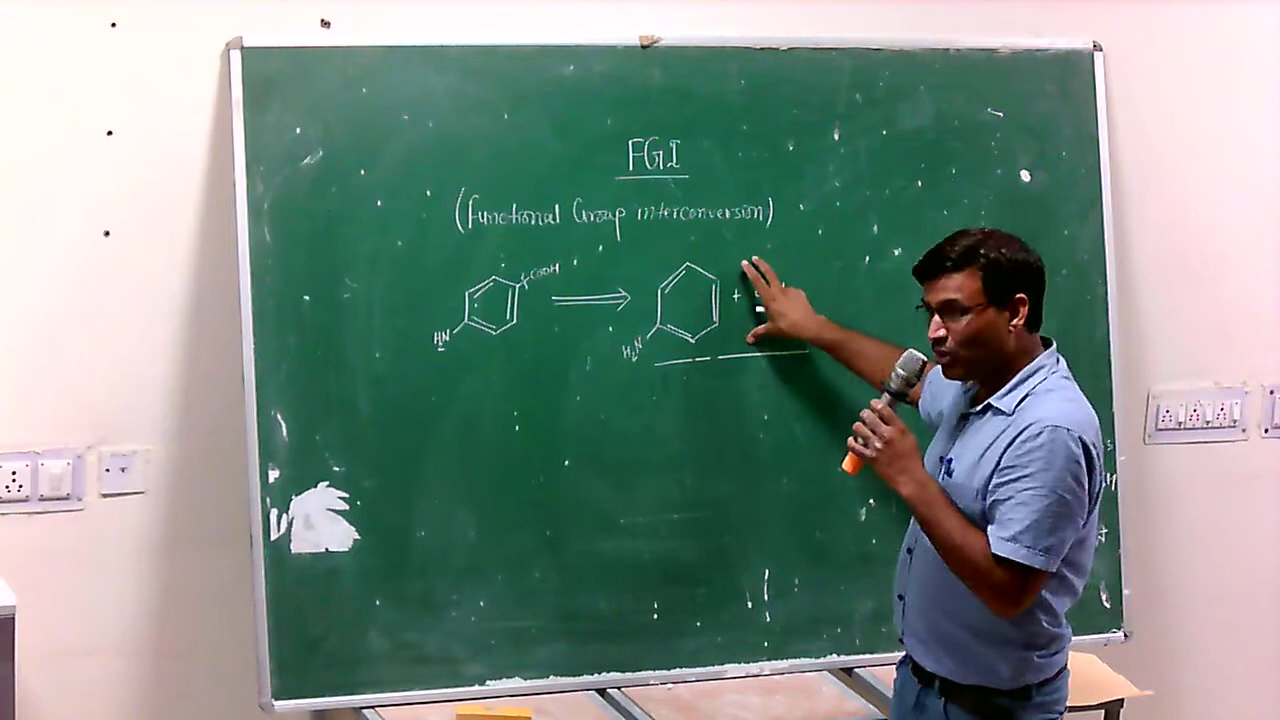 FGI
(Functional Group interconversion)
COOH
H2N
+
H2N